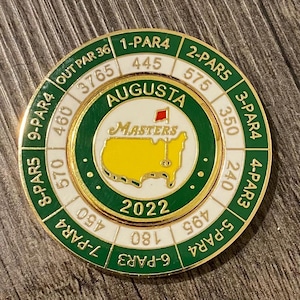 AUGUSTA
MASTERS
2022
1-PAR4
445
2-PAR5
575
3-PAR4
350
4-PAR3
240
5-PAR4
495
6-PAR3
180
7-PAR4
450
8-PAR5
570
9-PAR4
460
OUT PAR 36
3765